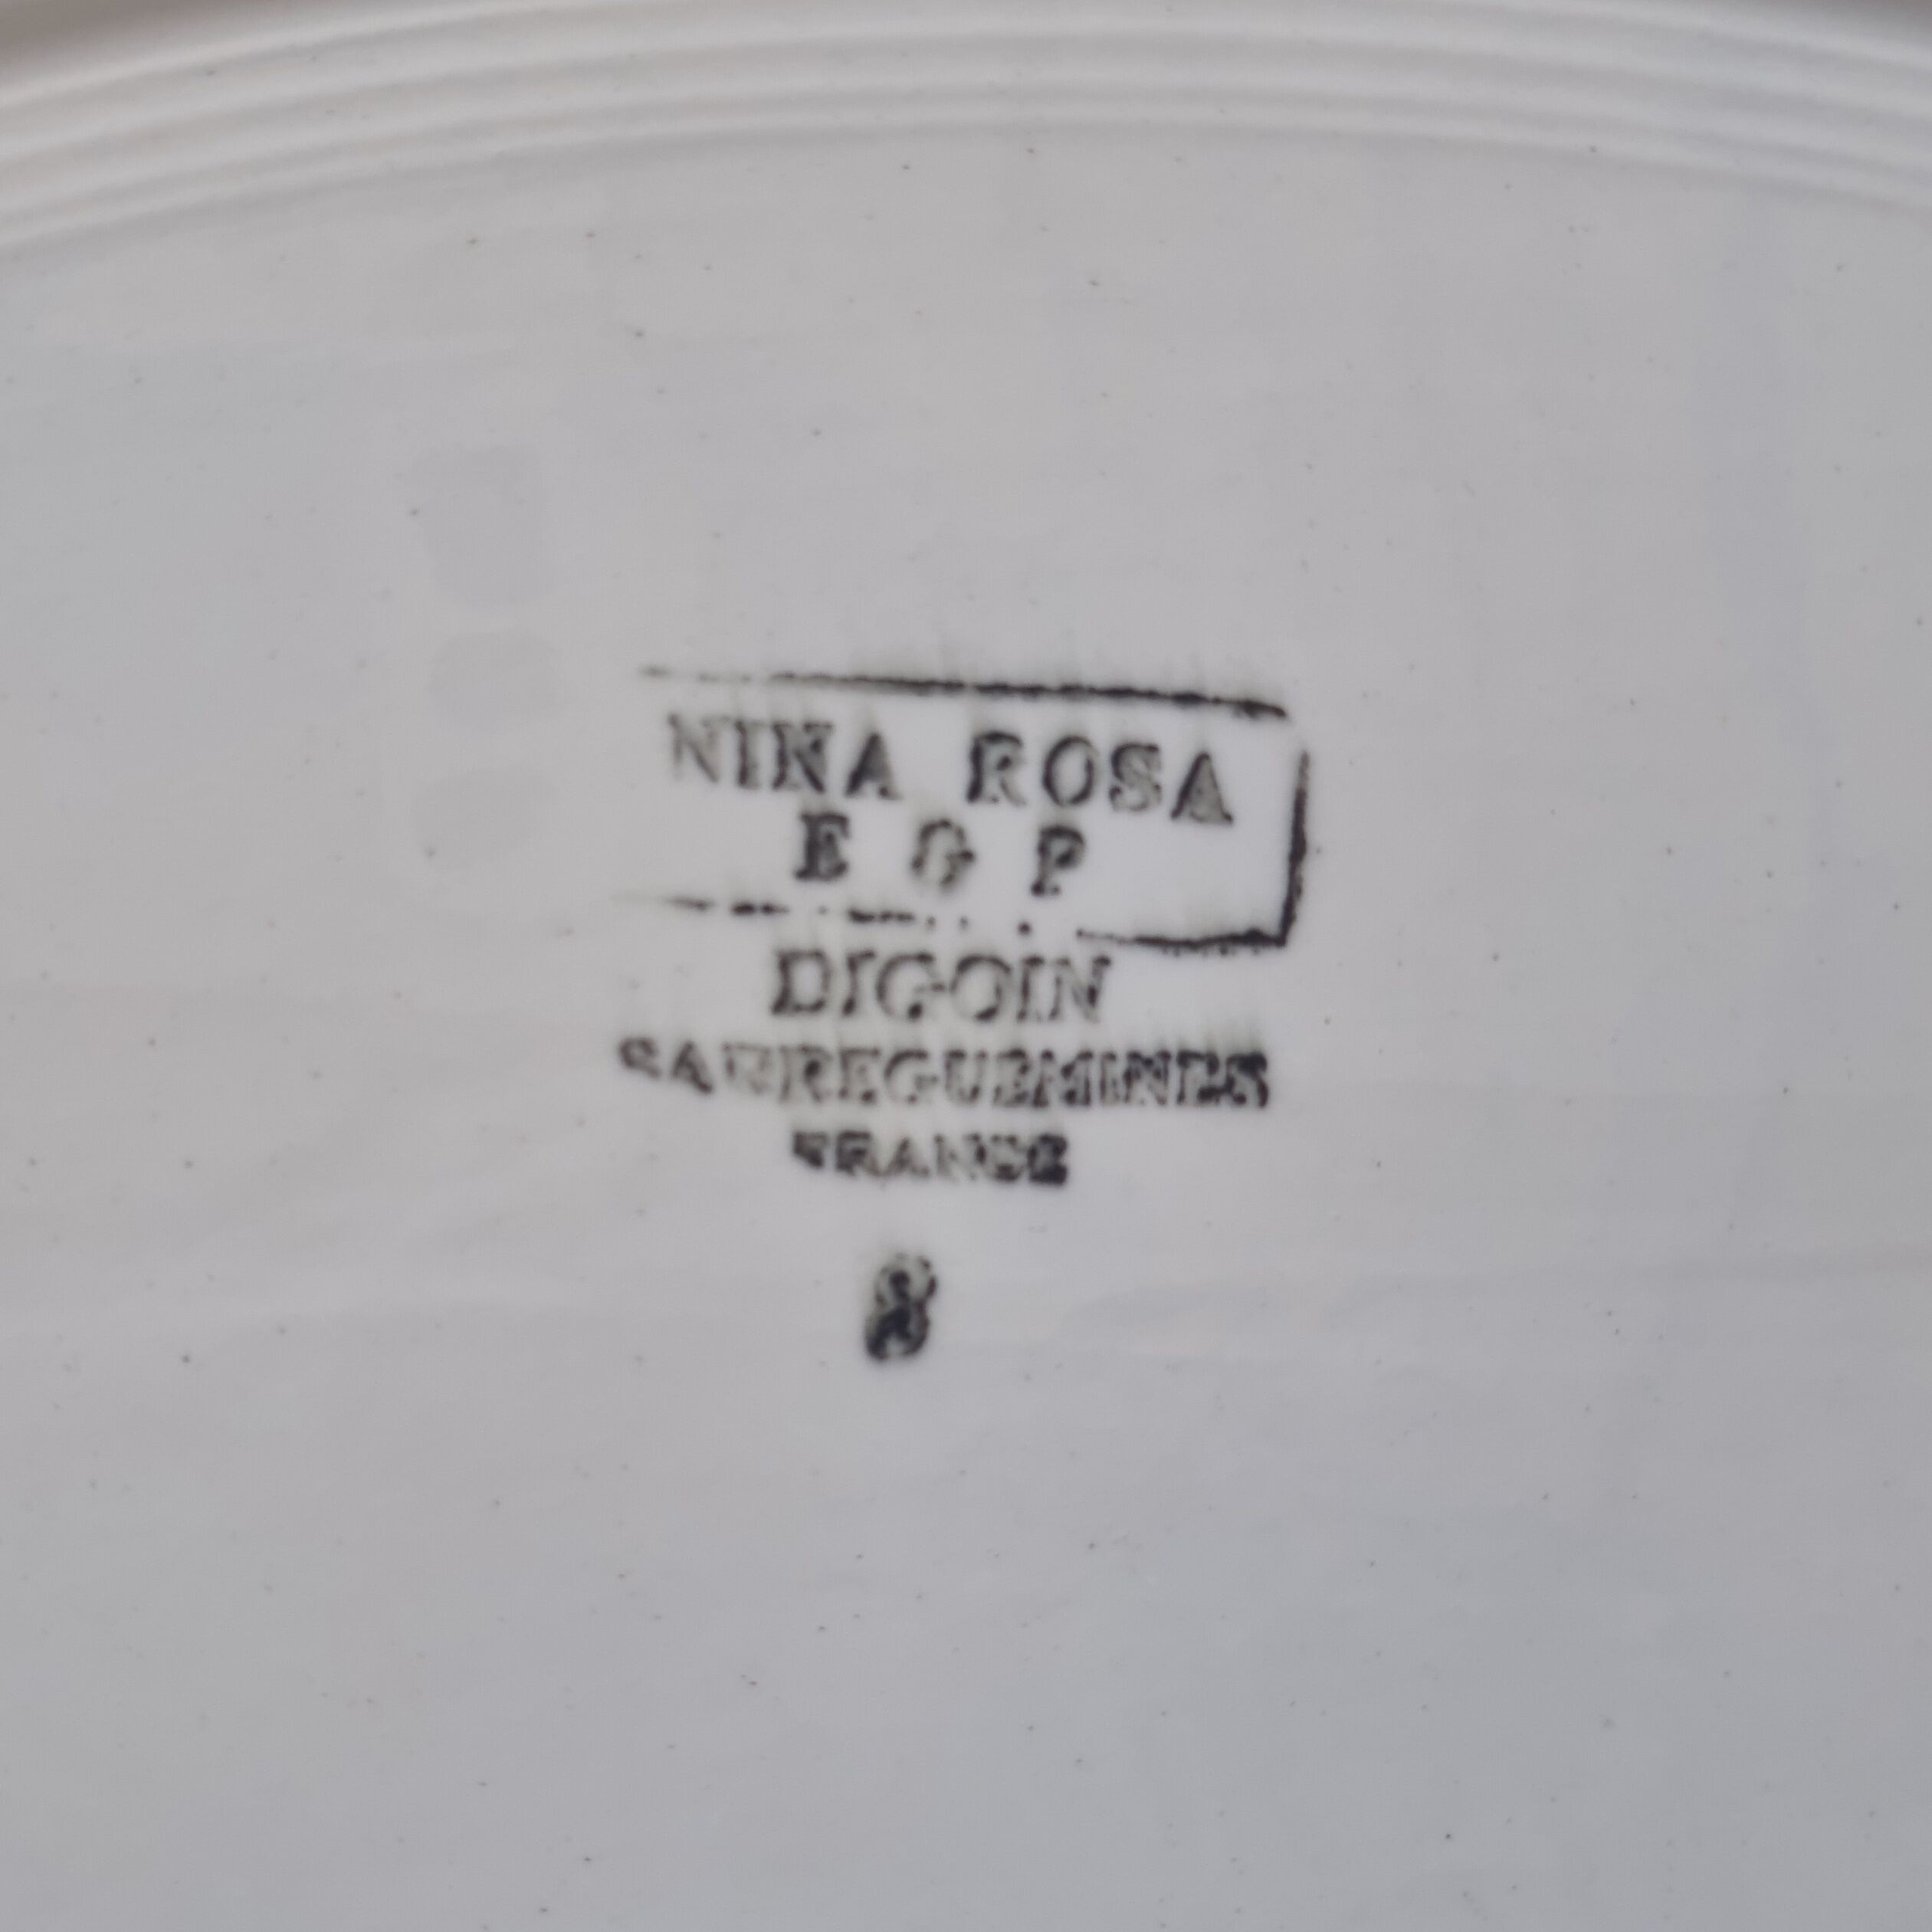 NINA ROSA
E G P
DIGOIN
SARREGUEMINES
FRANCE
8